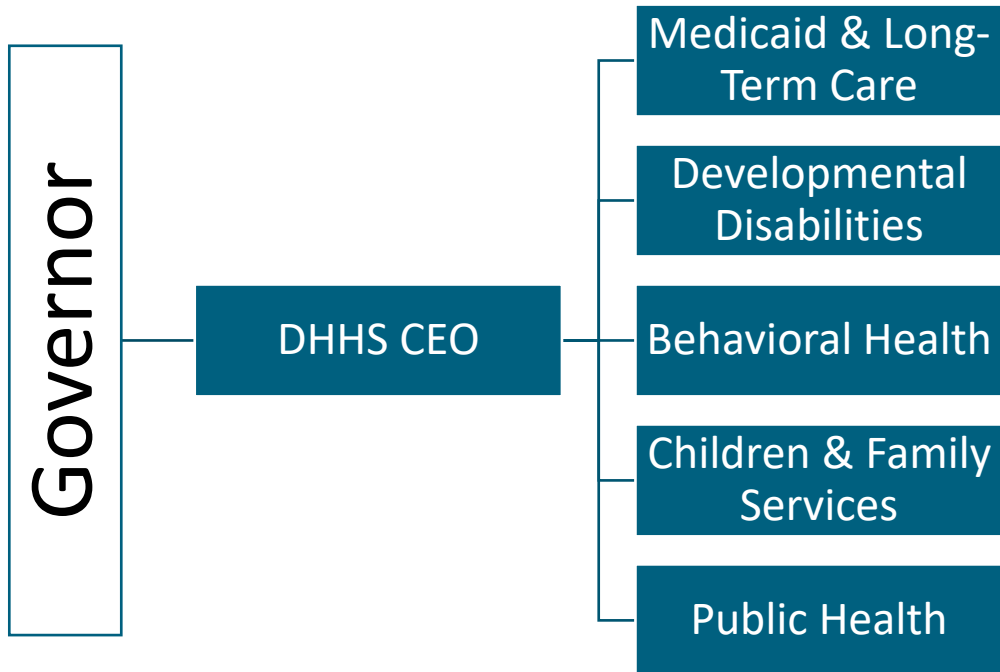 Governor
DHHS CEO
Medicaid & Long-
Term Care
Developmental
Disabilities
Behavioral Health
Children & Family
Services
Public Health